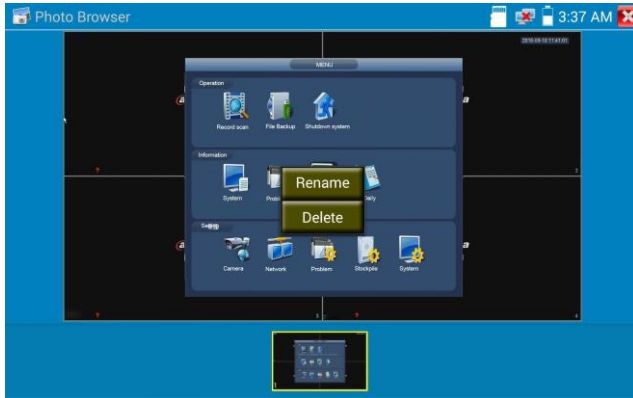 Photo Browser
3:37 AM
MENU
Operation
Record scan File Backup Shutdown system
Information
System
Rename
Delete
Camera Network Problem Stockpile System
1